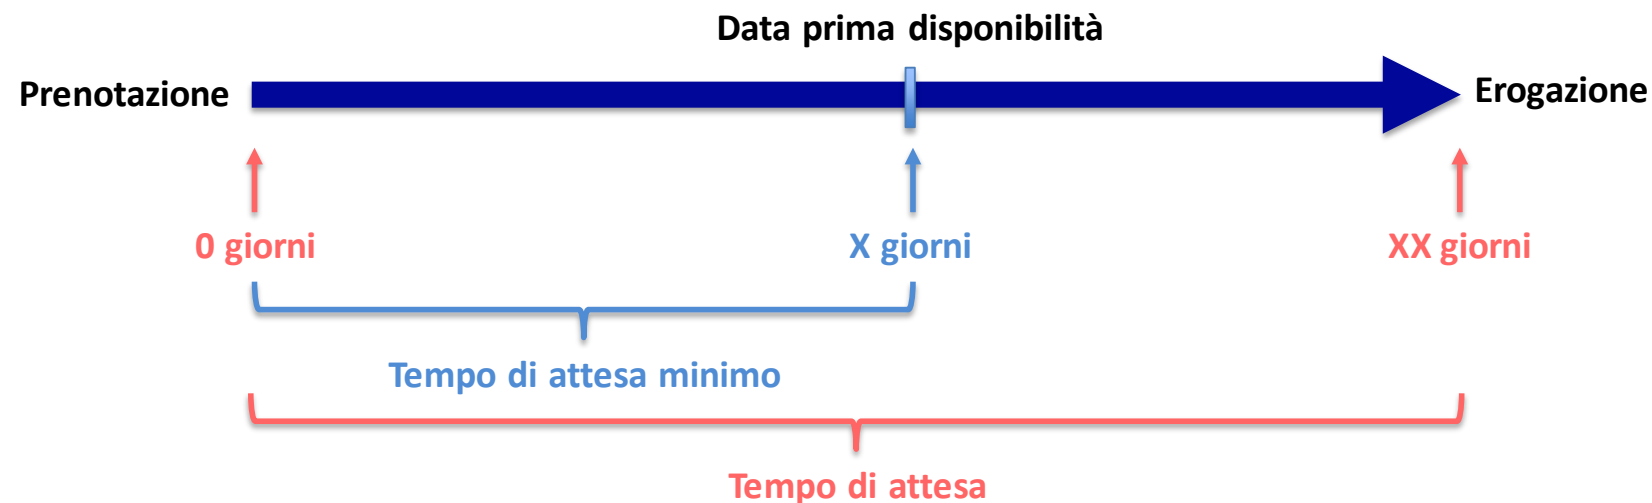 Data prima disponibilità
Prenotazione
Erogazione
0 giorni
X giorni
XX giorni
Tempo di attesa minimo
Tempo di attesa